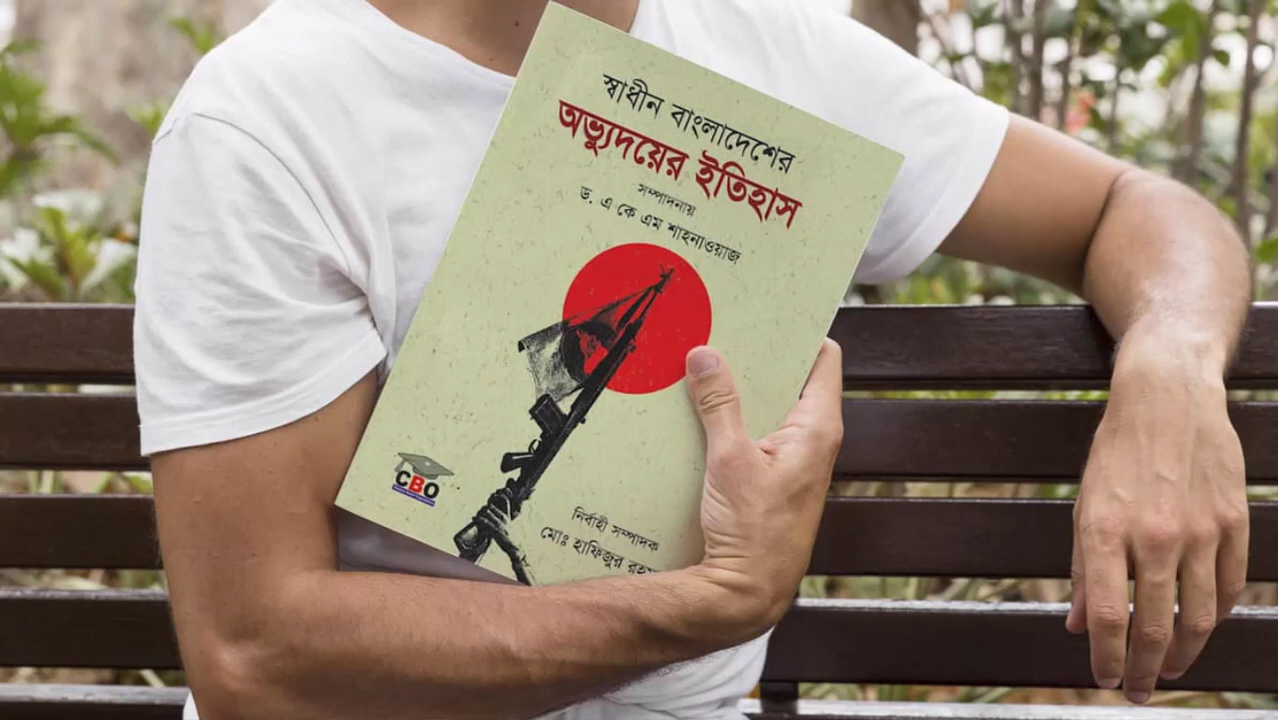 স্বাধীন বাংলাদেশের
অভ্যুদয়ের ইতিহাস
সম্পাদনায়
ড. এ কে এম শাহনাওয়াজ
CBO
নির্বাহী সম্পাদক
মোঃ হাফিজুর